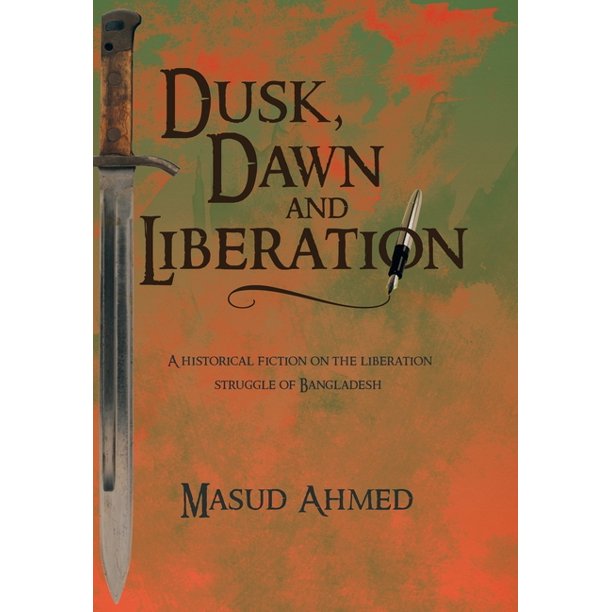 Dusk,
Dawn
and
Liberation
A historical fiction on the liberation
struggle of Bangladesh
Masud Ahmed